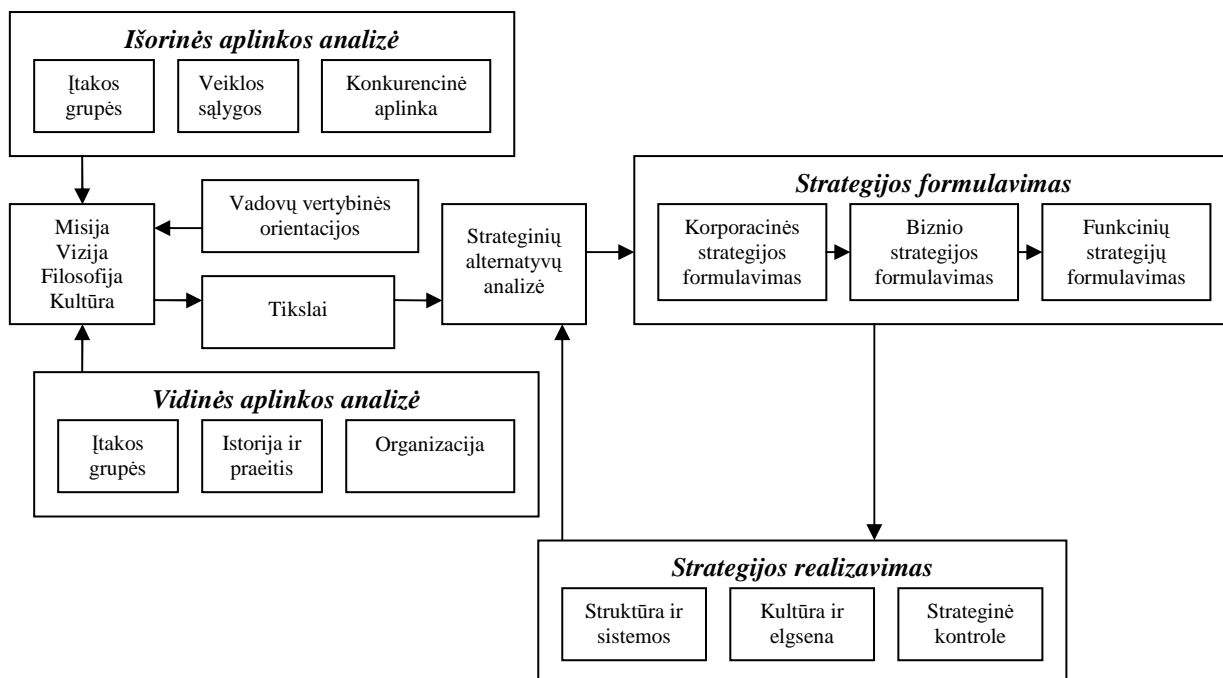 Išorinės aplinkos analizė
Įtakos
grupės
Veiklos
sąlygos
Konkurencinė
aplinka
Misija
Vizija
Filosofija
Kultūra
Vadovų vertybinės
orientacijos
Tikslai
Strateginių
alternatyvų
analizė
Strategijos formulavimas
Korporacinės
strategijos
formulavimas
Biznio
strategijos
formulavimas
Funkcinių
strategijų
formulavimas
Vidinės aplinkos analizė
Įtakos
grupės
Istorija ir
praeitis
Organizacija
Strategijos realizavimas
Struktūra ir
sistemos
Kultūra ir
elgsena
Strateginė
kontrole